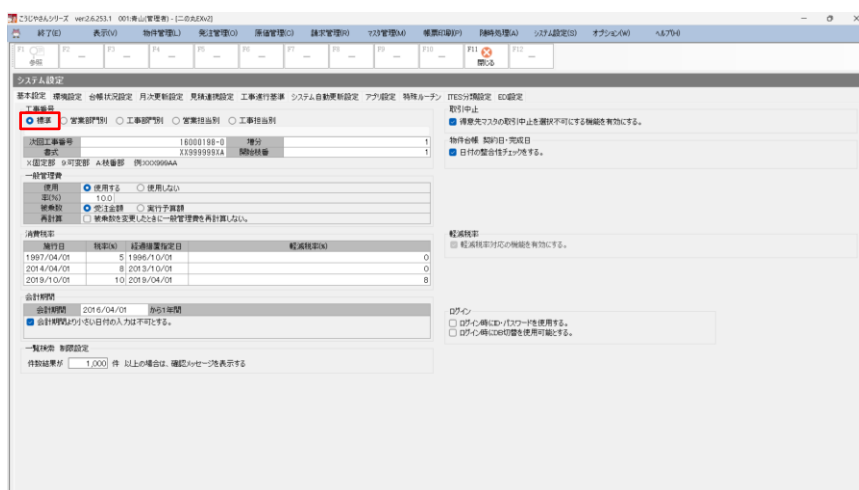 こうじやさんシリーズ ver:2.6.253.1 001:青山(管理者) - [二の丸EXv2]
終了(E) 表示(V) 物件管理(L) 発注管理(O) 原価管理(C) 請求管理(R) マスタ管理(M) 帳票印刷(P) 随時処理(A) システム設定(S) オプション(W) ヘルプ(H)
F1 F2 F3 F4 F5 F6 F7 F8 F9 F10 F11 F12
参照 閉じる
システム設定
基本設定 環境設定 台帳状況設定 月次更新設定 見積連携設定 工事進行基準 システム自動更新設定 アプリ設定 特殊ルーチン ITES分類設定 EDI設定
工事番号
標準 営業部門別 工事部門別 営業担当別 工事担当別
次回工事番号 16000198-0 増分 1
書式 XX999999XA 開始枝番 1
X:固定部 9:可変部 A:枝番部 例:XXX999AA
一般管理費
使用 使用する 使用しない
率(%) 10.0
被乗数 受注金額 実行予算額
再計算 被乗数を変更したときに一般管理費を再計算しない。
消費税率
施行日 税率(%) 経過措置指定日 軽減税率(%)
1997/04/01 5 1996/10/01 0
2014/04/01 8 2013/10/01 0
2019/10/01 10 2019/04/01 8
会計期間
会計期間 2016/04/01 から1年間
会計期間より小さい日付の入力は不可とする。
一覧検索 制限設定
件数結果が 1,000 件 以上の場合は、確認メッセージを表示する
取引中止
得意先マスタの取引中止を選択不可にする機能を有効にする。
物件台帳 契約日・完成日
日付の整合性チェックをする。
軽減税率
軽減税率対応の機能を有効にする。
ログイン
ログイン時にID・パスワードを使用する。
ログイン時にDB切替を使用可能とする。